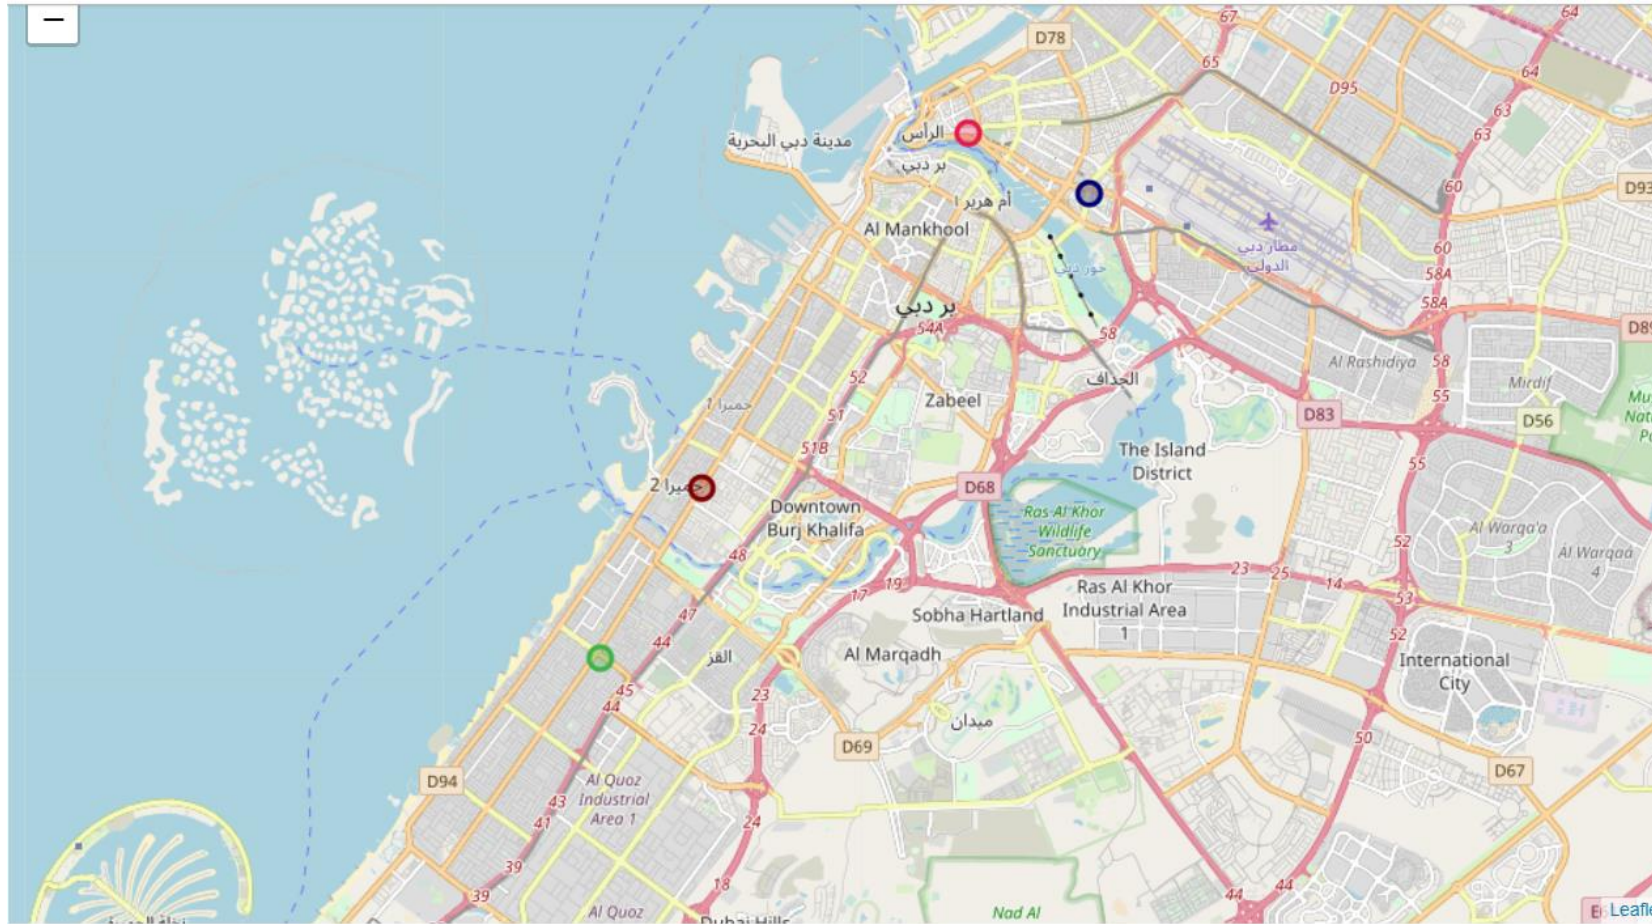 −
67
64
D78
65
64
D95
63
63
الرأس
مدينة دبي البحرية
بر دبي
60
D93
أم هرير ١
Al Mankhool
مطار دبي
الدولي
خور دبي
60
58A
58A
بر دبي
54A
58
D89
Al Rashidiya
58
Mirdif
52
الجداف
55
Zabeel
جميرا 1
51
D83
D56
51B
The Island
District
55
جميرا 2
D68
Downtown
Burj Khalifa
Ras Al Khor
Wildlife
Sanctuary
Al Warqa'a
3
Al Warqaa
4
52
48
23
25
14
19
17
53
Ras Al Khor
Industrial Area
1
47
Sobha Hartland
52
44
القز
Al Marqadh
International
City
45
44
23
ميدان
24
D69
50
D94
D67
Al Quoz
Industrial
Area 1
43
41
24
39
39
18
44
44
Al Quoz
Dubai Hills
Nad Al
نخلة الجميرا
Leafl